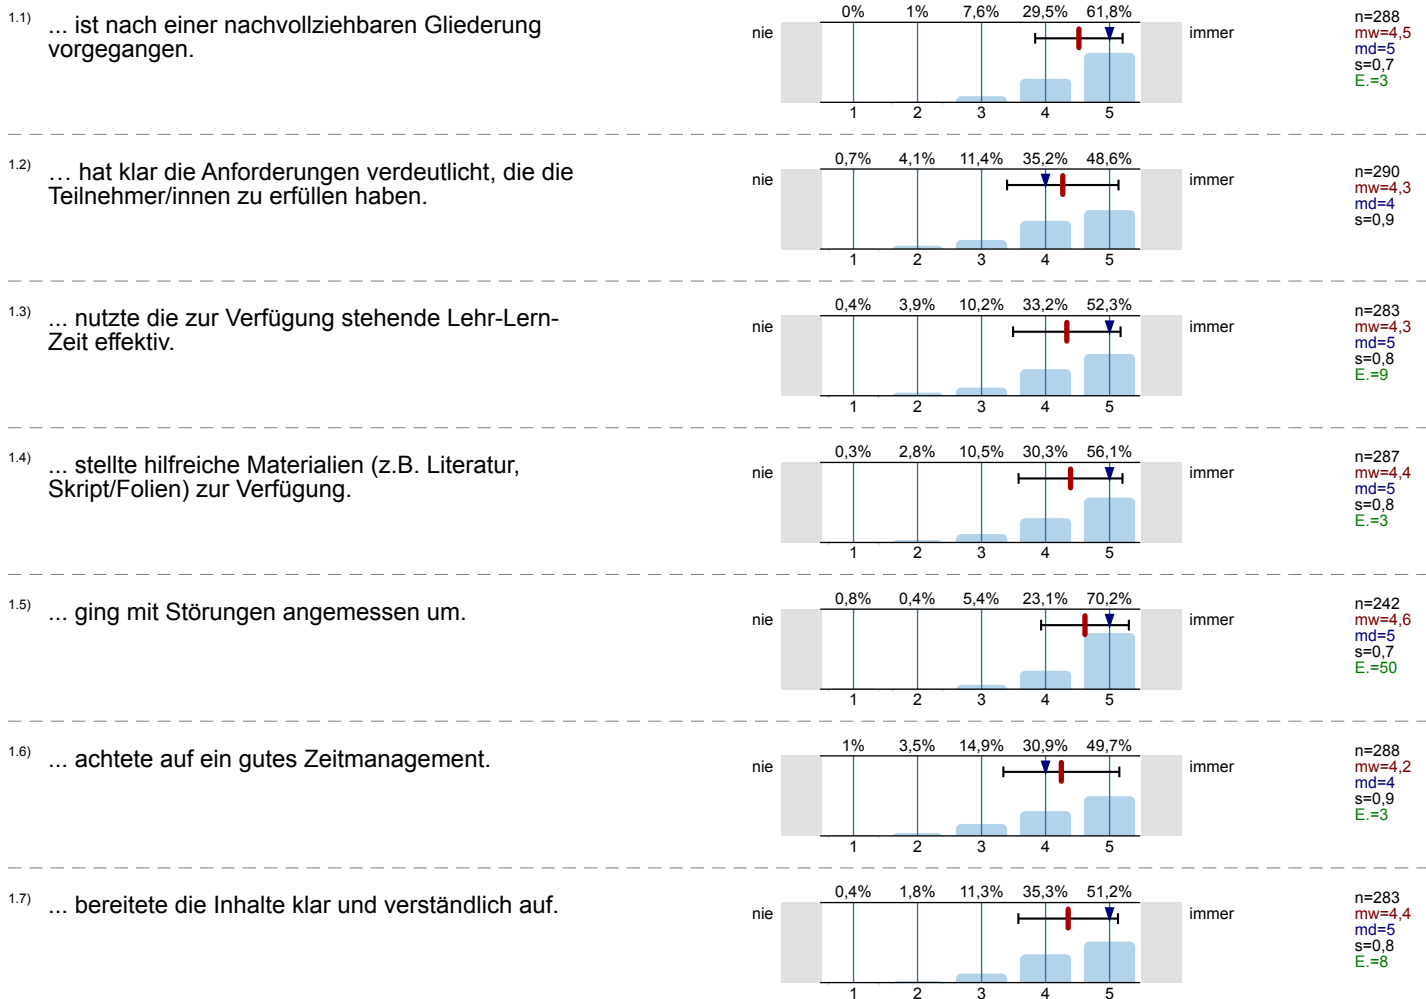 1.1) ... ist nach einer nachvollziehbaren Gliederung
vorgegangen.
nie
0% 1% 7,6% 29,5% 61,8%
1 2 3 4 5
immer
n=288
mw=4,5
md=5
s=0,7
E.=3
1.2) ... hat klar die Anforderungen verdeutlicht, die die
Teilnehmer/innen zu erfüllen haben.
nie
0,7% 4,1% 11,4% 35,2% 48,6%
1 2 3 4 5
immer
n=290
mw=4,3
md=4
s=0,9
1.3) ... nutzte die zur Verfügung stehende Lehr-Lern-
Zeit effektiv.
nie
0,4% 3,9% 10,2% 33,2% 52,3%
1 2 3 4 5
immer
n=283
mw=4,3
md=5
s=0,8
E.=9
1.4) ... stellte hilfreiche Materialien (z.B. Literatur,
Skript/Folien) zur Verfügung.
nie
0,3% 2,8% 10,5% 30,3% 56,1%
1 2 3 4 5
immer
n=287
mw=4,4
md=5
s=0,8
E.=3
1.5) ... ging mit Störungen angemessen um.
nie
0,8% 0,4% 5,4% 23,1% 70,2%
1 2 3 4 5
immer
n=242
mw=4,6
md=5
s=0,7
E.=50
1.6) ... achtete auf ein gutes Zeitmanagement.
nie
1% 3,5% 14,9% 30,9% 49,7%
1 2 3 4 5
immer
n=288
mw=4,2
md=4
s=0,9
E.=3
1.7) ... bereitete die Inhalte klar und verständlich auf.
nie
0,4% 1,8% 11,3% 35,3% 51,2%
1 2 3 4 5
immer
n=283
mw=4,4
md=5
s=0,8
E.=8